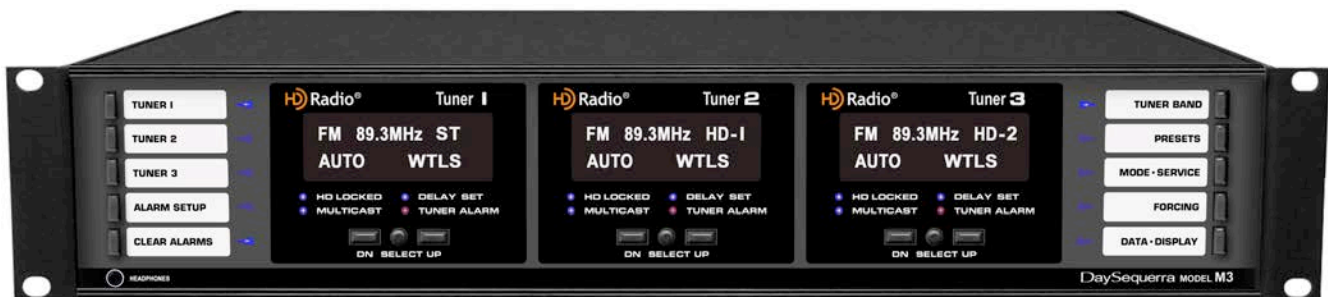 TUNER 1
TUNER 2
TUNER 3
ALARM SETUP
CLEAR ALARMS
HEADPHONES
HD Radio® Tuner 1
FM 89.3MHz ST
AUTO WTLS
HD LOCKED DELAY SET
MULTICAST TUNER ALARM
DN SELECT UP
HD Radio® Tuner 2
FM 89.3MHz HD-1
AUTO WTLS
HD LOCKED DELAY SET
MULTICAST TUNER ALARM
DN SELECT UP
HD Radio® Tuner 3
FM 89.3MHz HD-2
AUTO WTLS
HD LOCKED DELAY SET
MULTICAST TUNER ALARM
DN SELECT UP
TUNER BAND
PRESETS
MODE·SERVICE
FORCING
DATA·DISPLAY
DaySequerra MODEL M3